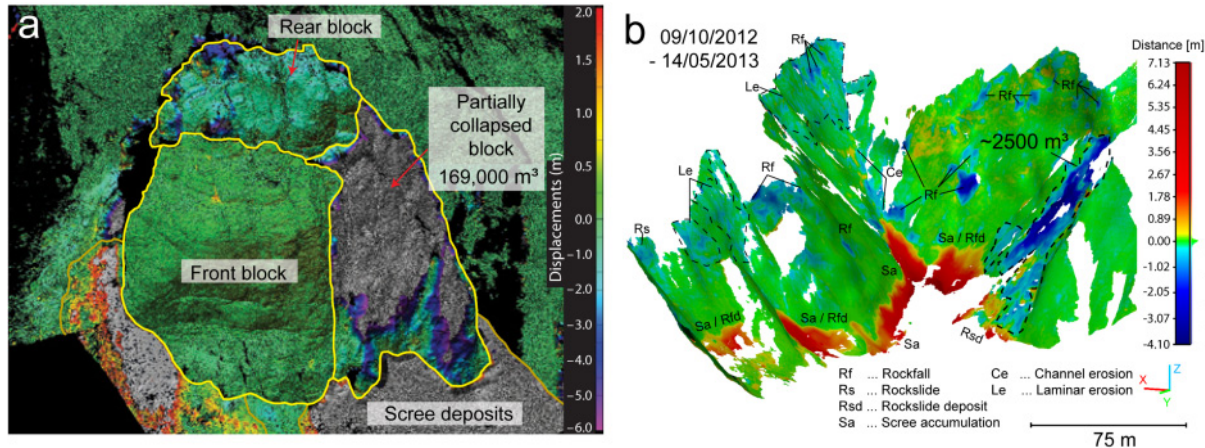 a
Rear block
Partially
collapsed
block
169,000 m³
Front block
Scree deposits
Displacements (m)
2.0
1.5
1.0
0.5
0.0
−1.0
−2.0
−3.0
−4.0
−5.0
−6.0
b
09/10/2012
- 14/05/2013
Rf
Le
Rf
~2500 m³
Le
Rf
Ce
Rf
Rs
Rf
Sa
Sa / Rfd
Sa / Rfd
Sa / Rfd
Sa
Rsd
Distance [m]
7.13
6.24
5.35
4.45
3.56
2.67
1.78
0.89
0.00
-1.02
-2.05
-3.07
-4.10
Rf ... Rockfall
Rs ... Rockslide
Rsd ... Rockslide deposit
Sa ... Scree accumulation
Ce ... Channel erosion
Le ... Laminar erosion
X
Y
Z
75 m